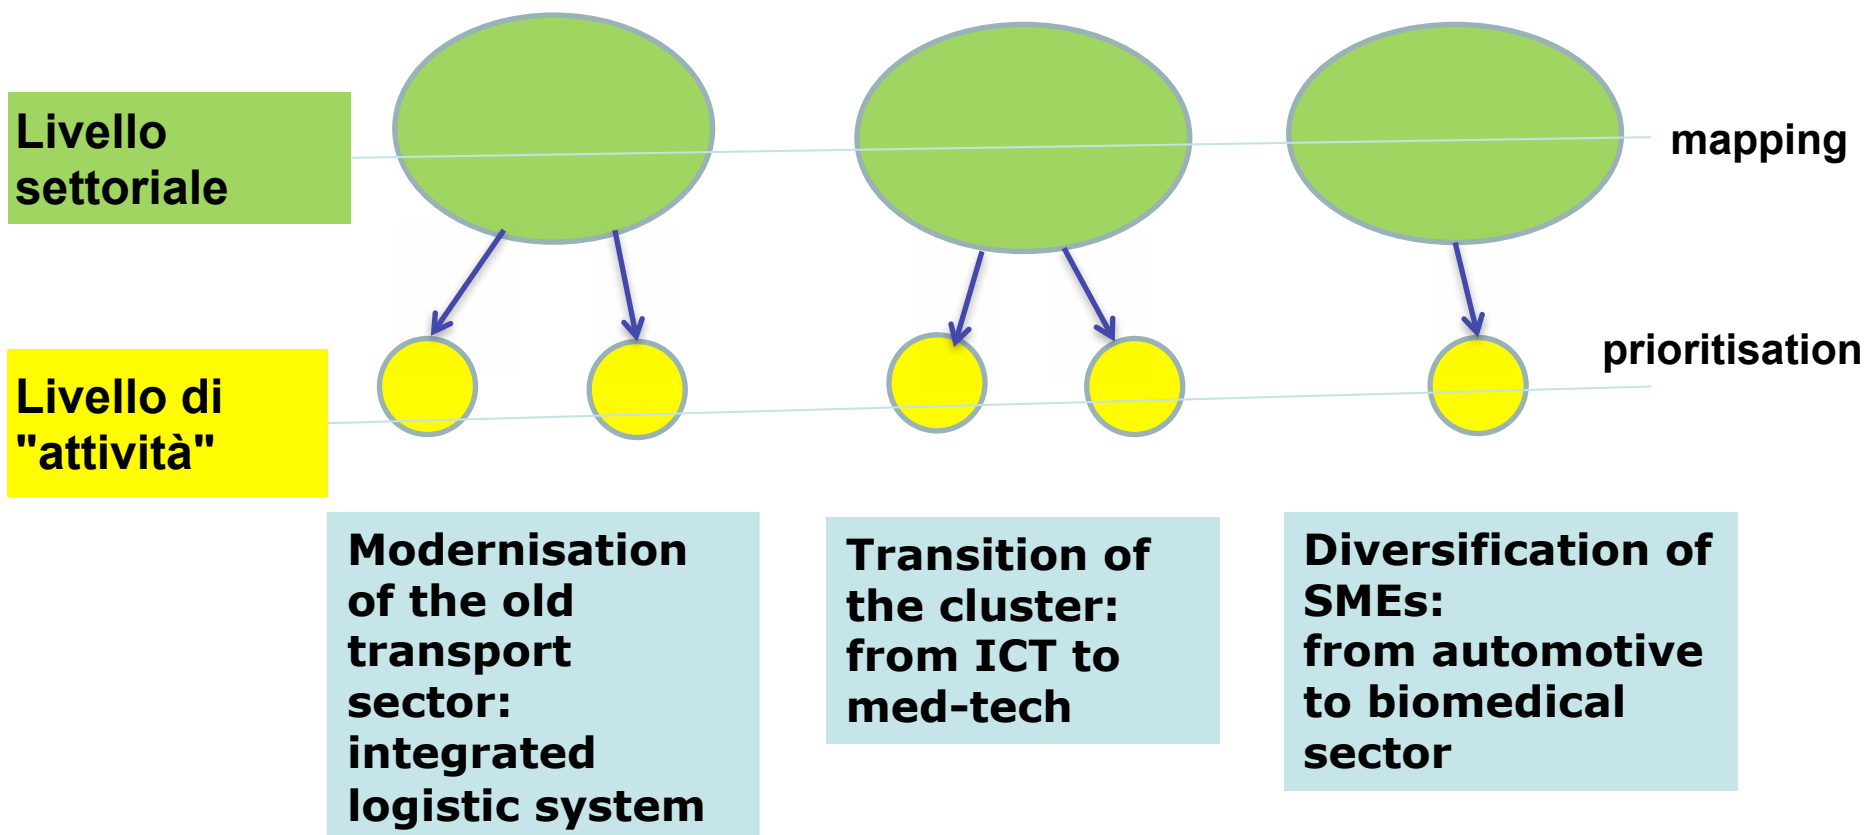 Livello
settoriale
mapping
prioritisation
Livello di
"attività"
Modernisation
of the old
transport
sector:
integrated
logistic system
Transition of
the cluster:
from ICT to
med-tech
Diversification of
SMEs:
from automotive
to biomedical
sector